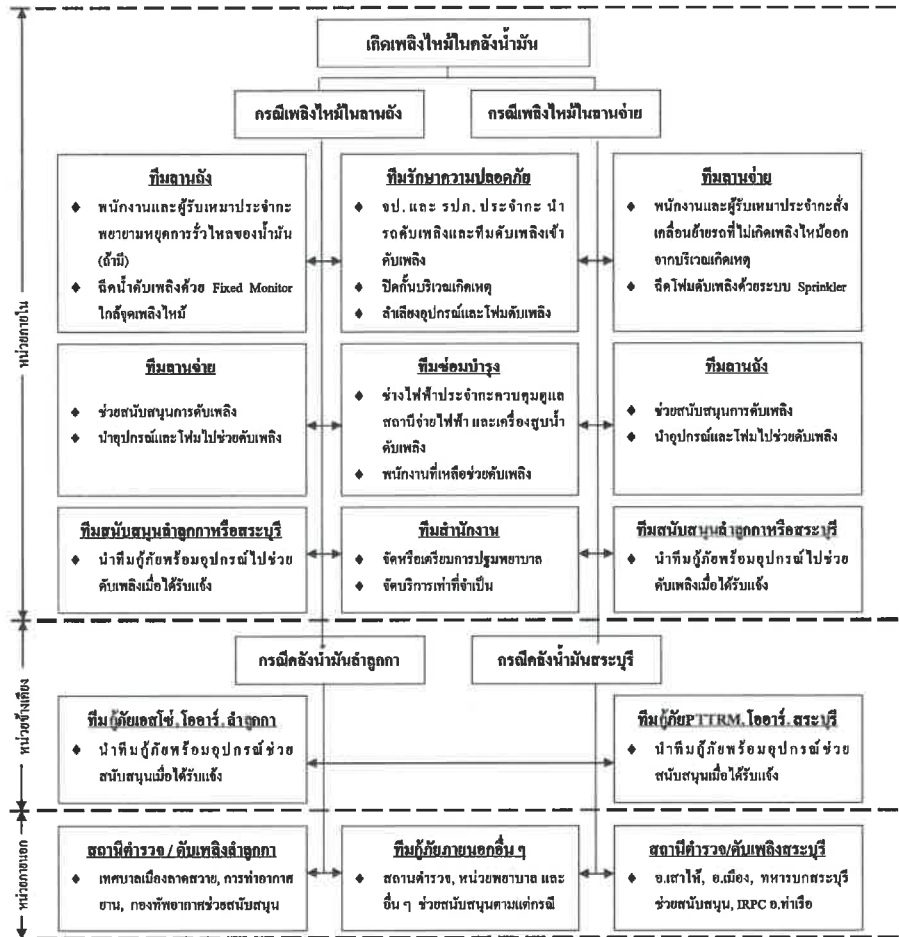 เกิดเพลิงไหม้ในคลังน้ำมัน
กรณีเพลิงไหม้ในลานถัง
กรณีเพลิงไหม้ในลานจ่าย
หน่วยภายใน
ทีมลานถัง
♦ พนักงานและผู้รับเหมาประจำกะ
พยายามหยุดการรั่วไหลของน้ำมัน
(ถ้ามี)
♦ ฉีดน้ำดับเพลิงด้วย Fixed Monitor
ใกล้จุดเพลิงไหม้
ทีมรักษาความปลอดภัย
♦ จป. และ รปภ. ประจำกะ นำ
รถดับเพลิงและทีมดับเพลิงเข้า
ดับเพลิง
♦ ปิดกั้นบริเวณเกิดเหตุ
♦ ลำเลียงอุปกรณ์และโฟมดับเพลิง
ทีมลานจ่าย
♦ พนักงานและผู้รับเหมาประจำกะสั่ง
เคลื่อนย้ายรถที่ไม่เกิดเพลิงไหม้ออก
จากบริเวณเกิดเหตุ
♦ ฉีดโฟมดับเพลิงด้วยระบบ Sprinkler
ทีมลานจ่าย
♦ ช่วยสนับสนุนการดับเพลิง
♦ นำอุปกรณ์และโฟมไปช่วยดับเพลิง
ทีมซ่อมบำรุง
♦ ช่างไฟฟ้าประจำกะควบคุมดูแล
สถานีจ่ายไฟฟ้า และเครื่องสูบน้ำ
ดับเพลิง
♦ พนักงานที่เหลือช่วยดับเพลิง
ทีมลานถัง
♦ ช่วยสนับสนุนการดับเพลิง
♦ นำอุปกรณ์และโฟมไปช่วยดับเพลิง
ทีมสนับสนุนลำลูกกาหรือสระบุรี
♦ นำทีมกู้ภัยพร้อมอุปกรณ์ไปช่วย
ดับเพลิงเมื่อได้รับแจ้ง
ทีมสำนักงาน
♦ จัดหรือเตรียมการปฐมพยาบาล
♦ จัดบริการเท่าที่จำเป็น
ทีมสนับสนุนลำลูกกาหรือสระบุรี
♦ นำทีมกู้ภัยพร้อมอุปกรณ์ไปช่วย
ดับเพลิงเมื่อได้รับแจ้ง
หน่วยข้างเคียง
กรณีคลังน้ำมันลำลูกกา
กรณีคลังน้ำมันสระบุรี
ทีมกู้ภัยเอสโซ่, โออาร์, ลำลูกกา
♦ นำทีมกู้ภัยพร้อมอุปกรณ์ช่วย
สนับสนุนเมื่อได้รับแจ้ง
ทีมกู้ภัยPTTRM, โออาร์, สระบุรี
♦ นำทีมกู้ภัยพร้อมอุปกรณ์ช่วย
สนับสนุนเมื่อได้รับแจ้ง
หน่วยภายนอก
สถานีตำรวจ / ดับเพลิงลำลูกกา
♦ เทศบาลเมืองลาดสวาย, การท่าอากาศ
ยาน, กองทัพอากาศช่วยสนับสนุน
ทีมกู้ภัยภายนอกอื่น ๆ
♦ สถานตำรวจ, หน่วยพยาบาล และ
อื่น ๆ ช่วยสนับสนุนตามแต่กรณี
สถานีตำรวจ/ดับเพลิงสระบุรี
♦ อ.เสาไห้, อ.เมือง, ทหารบกสระบุรี
ช่วยสนับสนุน, IRPC อ.ท่าเรือ